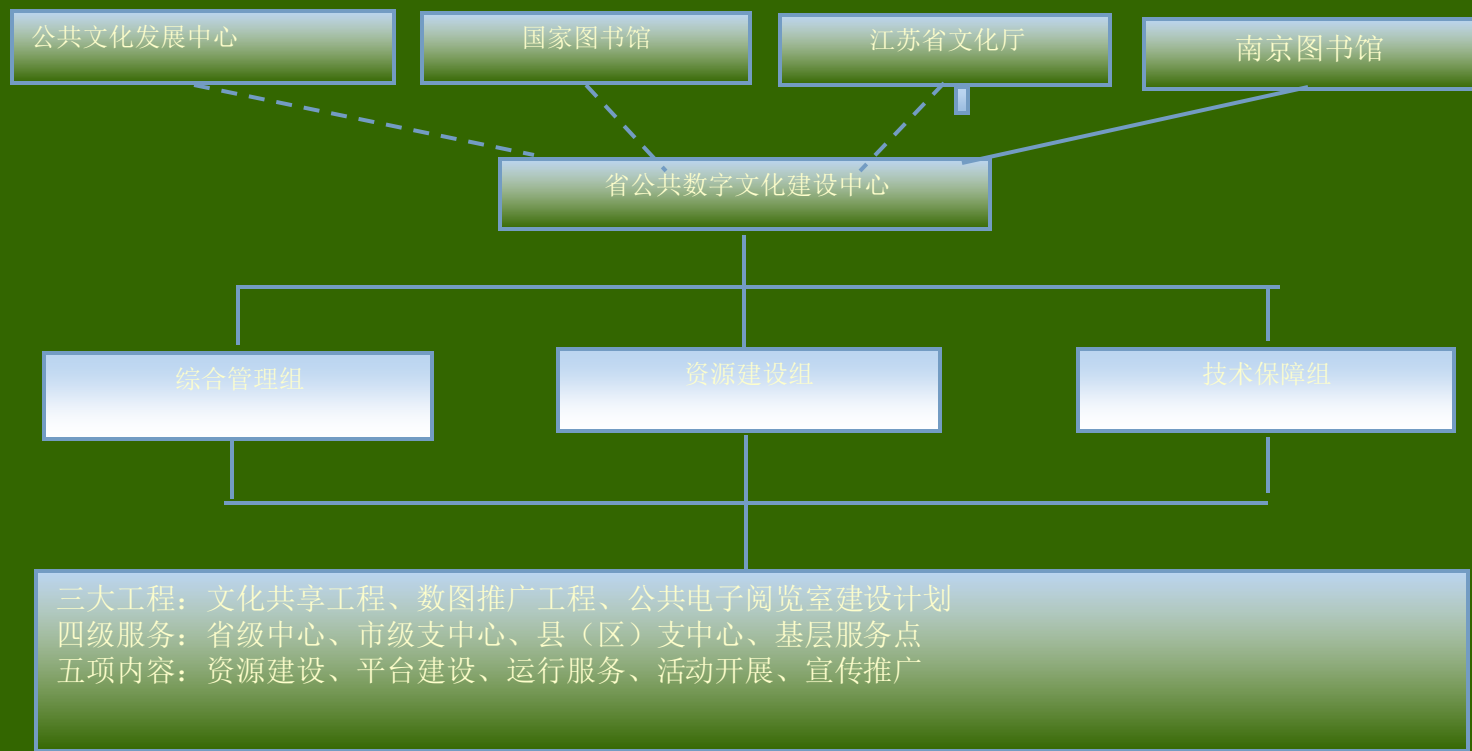 公共文化发展中心
国家图书馆
江苏省文化厅
南京图书馆
省公共数字文化建设中心
综合管理组
资源建设组
技术保障组
三大工程：文化共享工程、数图推广工程、公共电子阅览室建设计划
四级服务：省级中心、市级支中心、县（区）支中心、基层服务点
五项内容：资源建设、平台建设、运行服务、活动开展、宣传推广